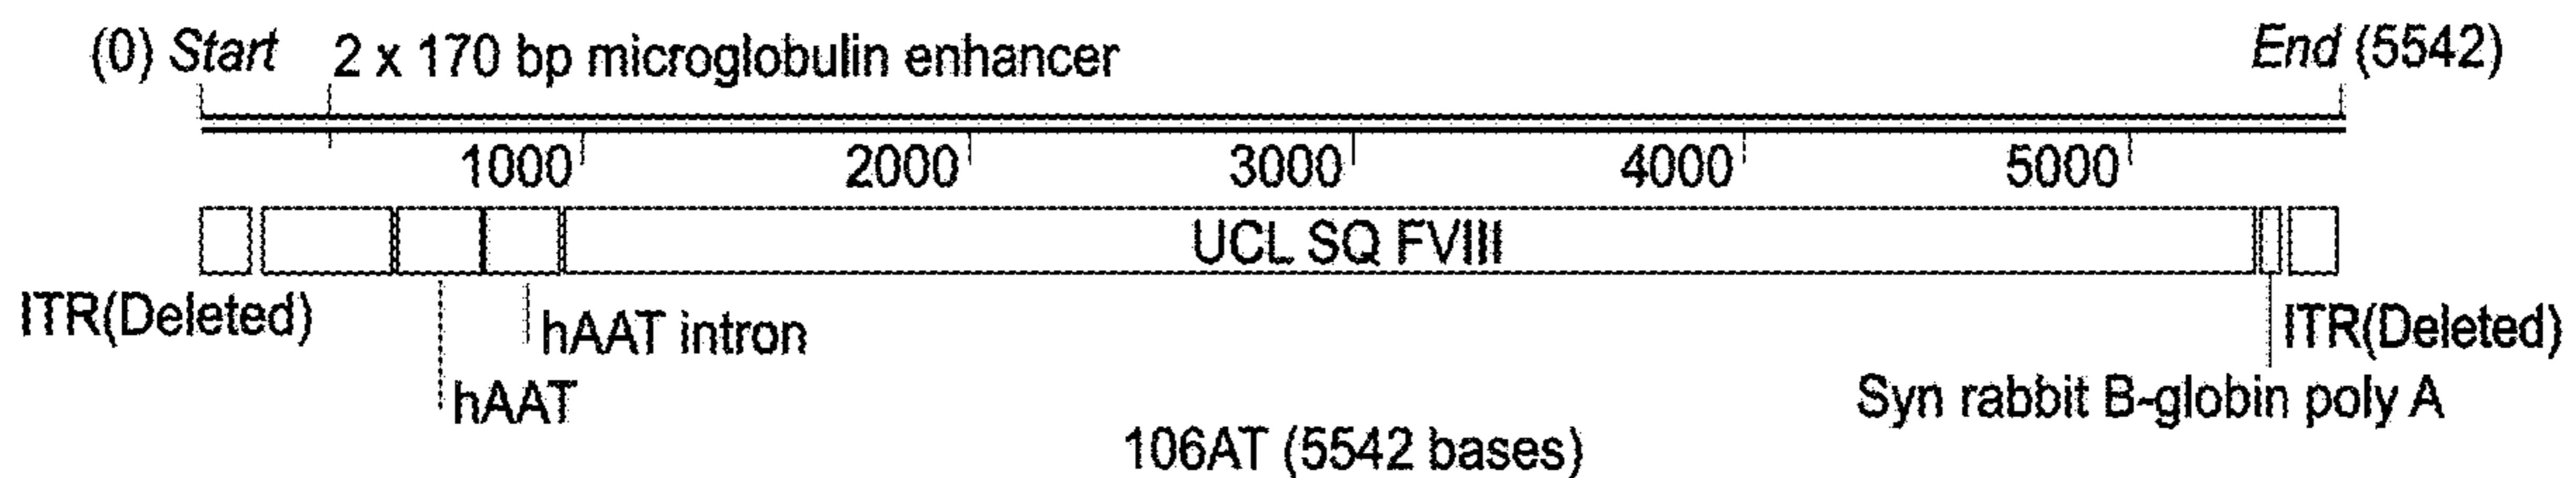 (0) Start 2 x 170 bp microglobulin enhancer End (5542)
1000 2000 3000 4000 5000
UCL SQ FVIII
ITR(Deleted) hAAT intron ITR(Deleted)
hAAT Syn rabbit B-globin poly A
106AT (5542 bases)